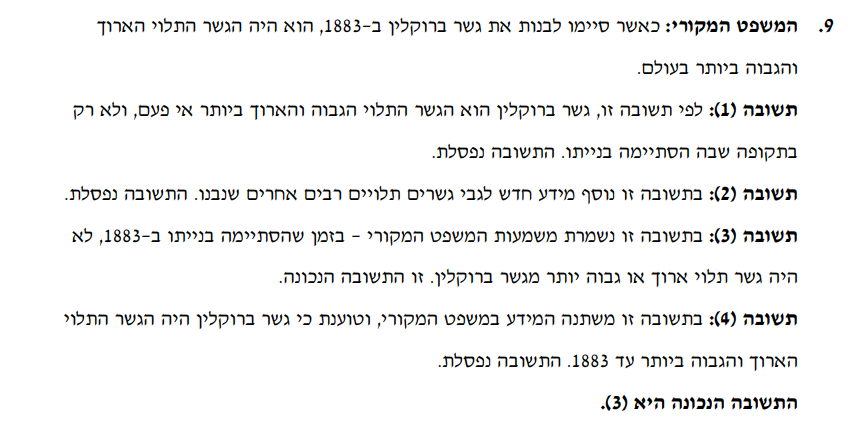 9. המשפט המקורי: כאשר סיימו לבנות את גשר ברוקלין ב-1883, הוא היה הגשר התלוי הארוך
והגבוה ביותר בעולם.
תשובה (1): לפי תשובה זו, גשר ברוקלין הוא הגשר התלוי הגבוה והארוך ביותר אי פעם, ולא רק
בתקופה שבה הסתיימה בנייתו. התשובה נפסלת.
תשובה (2): בתשובה זו נוסף מידע חדש לגבי גשרים תלויים רבים אחרים שנבנו. התשובה נפסלת.
תשובה (3): בתשובה זו נשמרת משמעות המשפט המקורי – בזמן שהסתיימה בנייתו ב-1883, לא
היה גשר תלוי ארוך או גבוה יותר מגשר ברוקלין. זו התשובה הנכונה.
תשובה (4): בתשובה זו משתנה המידע במשפט המקורי, וטוענת כי גשר ברוקלין היה הגשר התלוי
הארוך והגבוה ביותר עד 1883. התשובה נפסלת.
התשובה הנכונה היא (3).